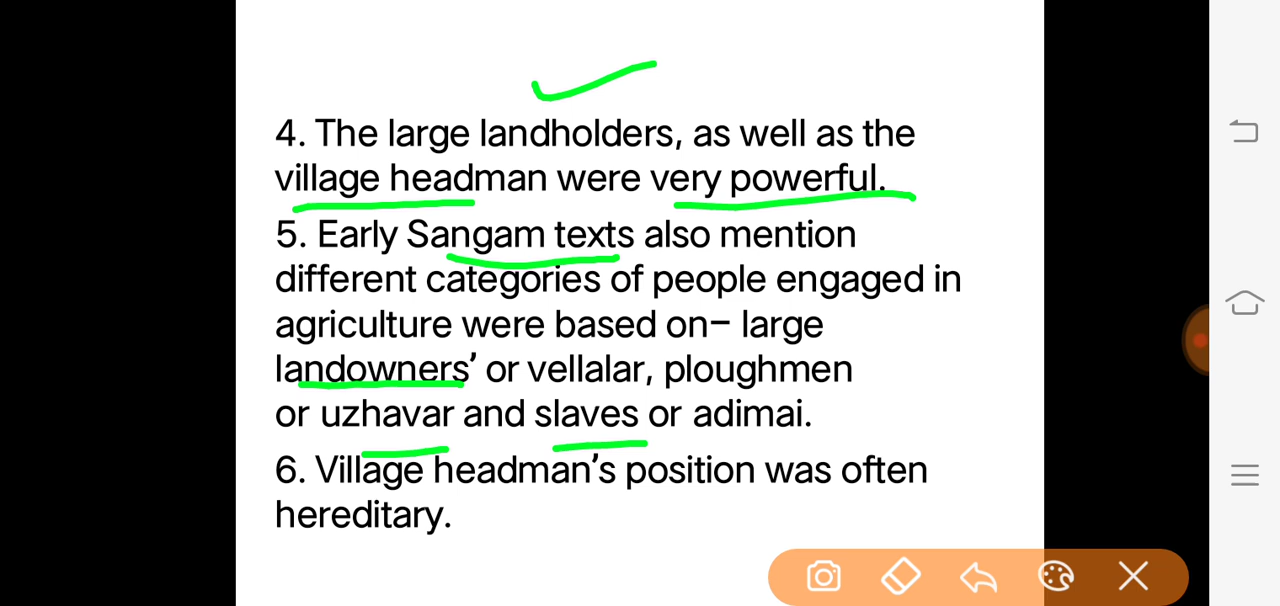 4. The large landholders, as well as the
village headman were very powerful.
5. Early Sangam texts also mention
different categories of people engaged in
agriculture were based on– large
landowners’ or vellalar, ploughmen
or uzhavar and slaves or adimai.
6. Village headman’s position was often
hereditary.